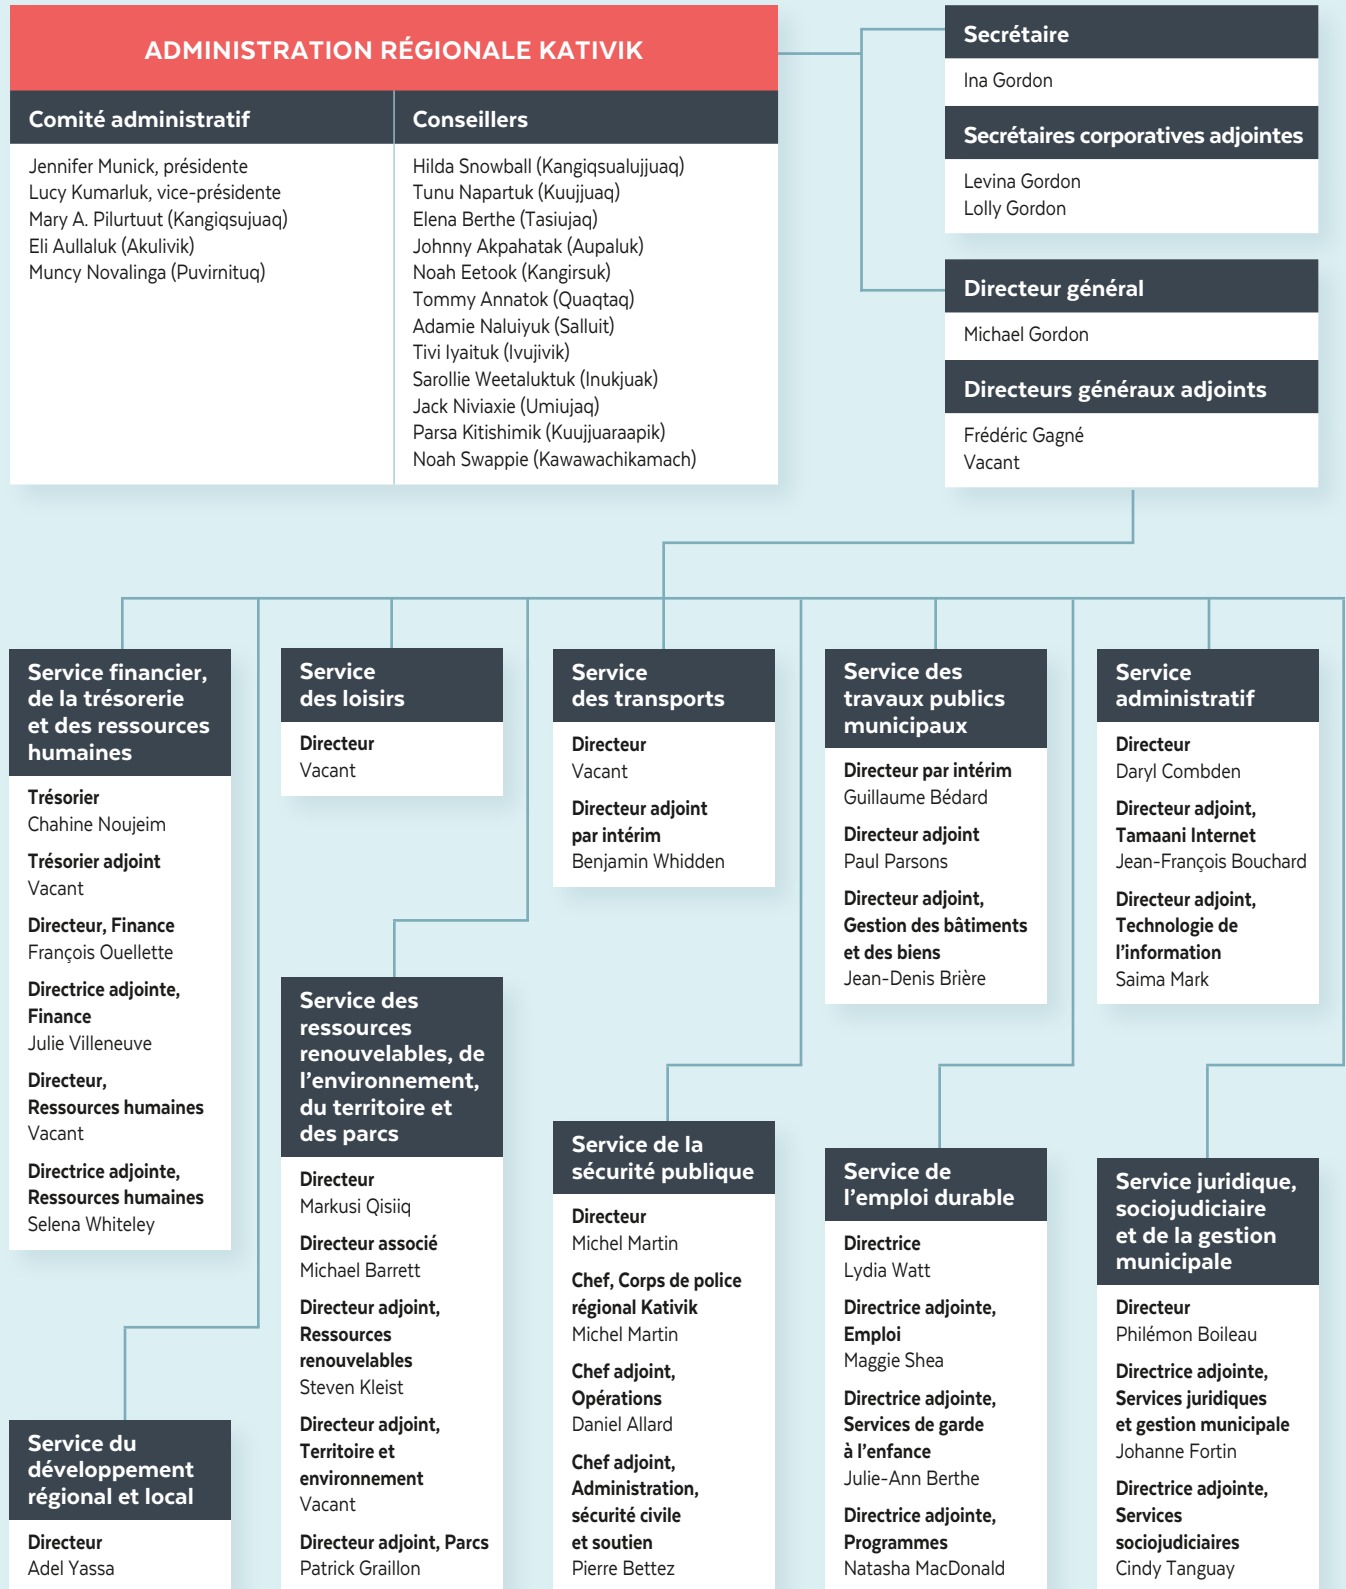 ADMINISTRATION RÉGIONALE KATIVIK
Comité administratif
Jennifer Munick, présidente
Lucy Kumarluk, vice-présidente
Mary A. Pilurtuut (Kangiqsujuaq)
Eli Aullaluk (Akulivik)
Muncy Novalinga (Puvirnituq)
Conseillers
Hilda Snowball (Kangiqsualujjuaq)
Tunu Napartuk (Kuujjuaq)
Elena Berthe (Tasiujaq)
Johnny Akpahatak (Aupaluk)
Noah Eetook (Kangirsuk)
Tommy Annatok (Quaqtaq)
Adamie Naluiyuk (Salluit)
Tivi Iyaituk (Ivujivik)
Sarollie Weetaluktuk (Inukjuak)
Jack Niviaxie (Umiujaq)
Parsa Kitishimik (Kuujjuaraapik)
Noah Swappie (Kawawachikamach)
Secrétaire
Ina Gordon
Secrétaires corporatives adjointes
Levina Gordon
Lolly Gordon
Directeur général
Michael Gordon
Directeurs généraux adjoints
Frédéric Gagné
Vacant
Service financier,
de la trésorerie
et des ressources
humaines
Trésorier
Chahine Noujeim
Trésorier adjoint
Vacant
Directeur, Finance
François Ouellette
Directrice adjointe,
Finance
Julie Villeneuve
Directeur,
Ressources humaines
Vacant
Directrice adjointe,
Ressources humaines
Selena Whiteley
Service du
développement
régional et local
Directeur
Adel Yassa
Service
des loisirs
Directeur
Vacant
Service des
ressources
renouvelables, de
l’environnement,
du territoire et
des parcs
Directeur
Markusi Qisiiq
Directeur associé
Michael Barrett
Directeur adjoint,
Ressources
renouvelables
Steven Kleist
Directeur adjoint,
Territoire et
environnement
Vacant
Directeur adjoint, Parcs
Patrick Graillon
Service
des transports
Directeur
Vacant
Directeur adjoint
par intérim
Benjamin Whidden
Service de la
sécurité publique
Directeur
Michel Martin
Chef, Corps de police
régional Kativik
Michel Martin
Chef adjoint,
Opérations
Daniel Allard
Chef adjoint,
Administration,
sécurité civile
et soutien
Pierre Bettez
Service des
travaux publics
municipaux
Directeur par intérim
Guillaume Bédard
Directeur adjoint
Paul Parsons
Directeur adjoint,
Gestion des bâtiments
et des biens
Jean-Denis Brière
Service de
l’emploi durable
Directrice
Lydia Watt
Directrice adjointe,
Emploi
Maggie Shea
Directrice adjointe,
Services de garde
à l’enfance
Julie-Ann Berthe
Directrice adjointe,
Programmes
Natasha MacDonald
Service
administratif
Directeur
Daryl Combden
Directeur adjoint,
Tamaani Internet
Jean-François Bouchard
Directeur adjoint,
Technologie de
l’information
Saima Mark
Service juridique,
sociojudiciaire
et de la gestion
municipale
Directeur
Philémon Boileau
Directrice adjointe,
Services juridiques
et gestion municipale
Johanne Fortin
Directrice adjointe,
Services
sociojudiciaires
Cindy Tanguay